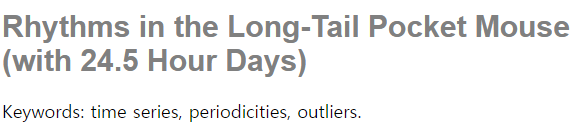 Rhythms in the Long-Tail Pocket Mouse
(with 24.5 Hour Days)
Keywords: time series, periodicities, outliers.